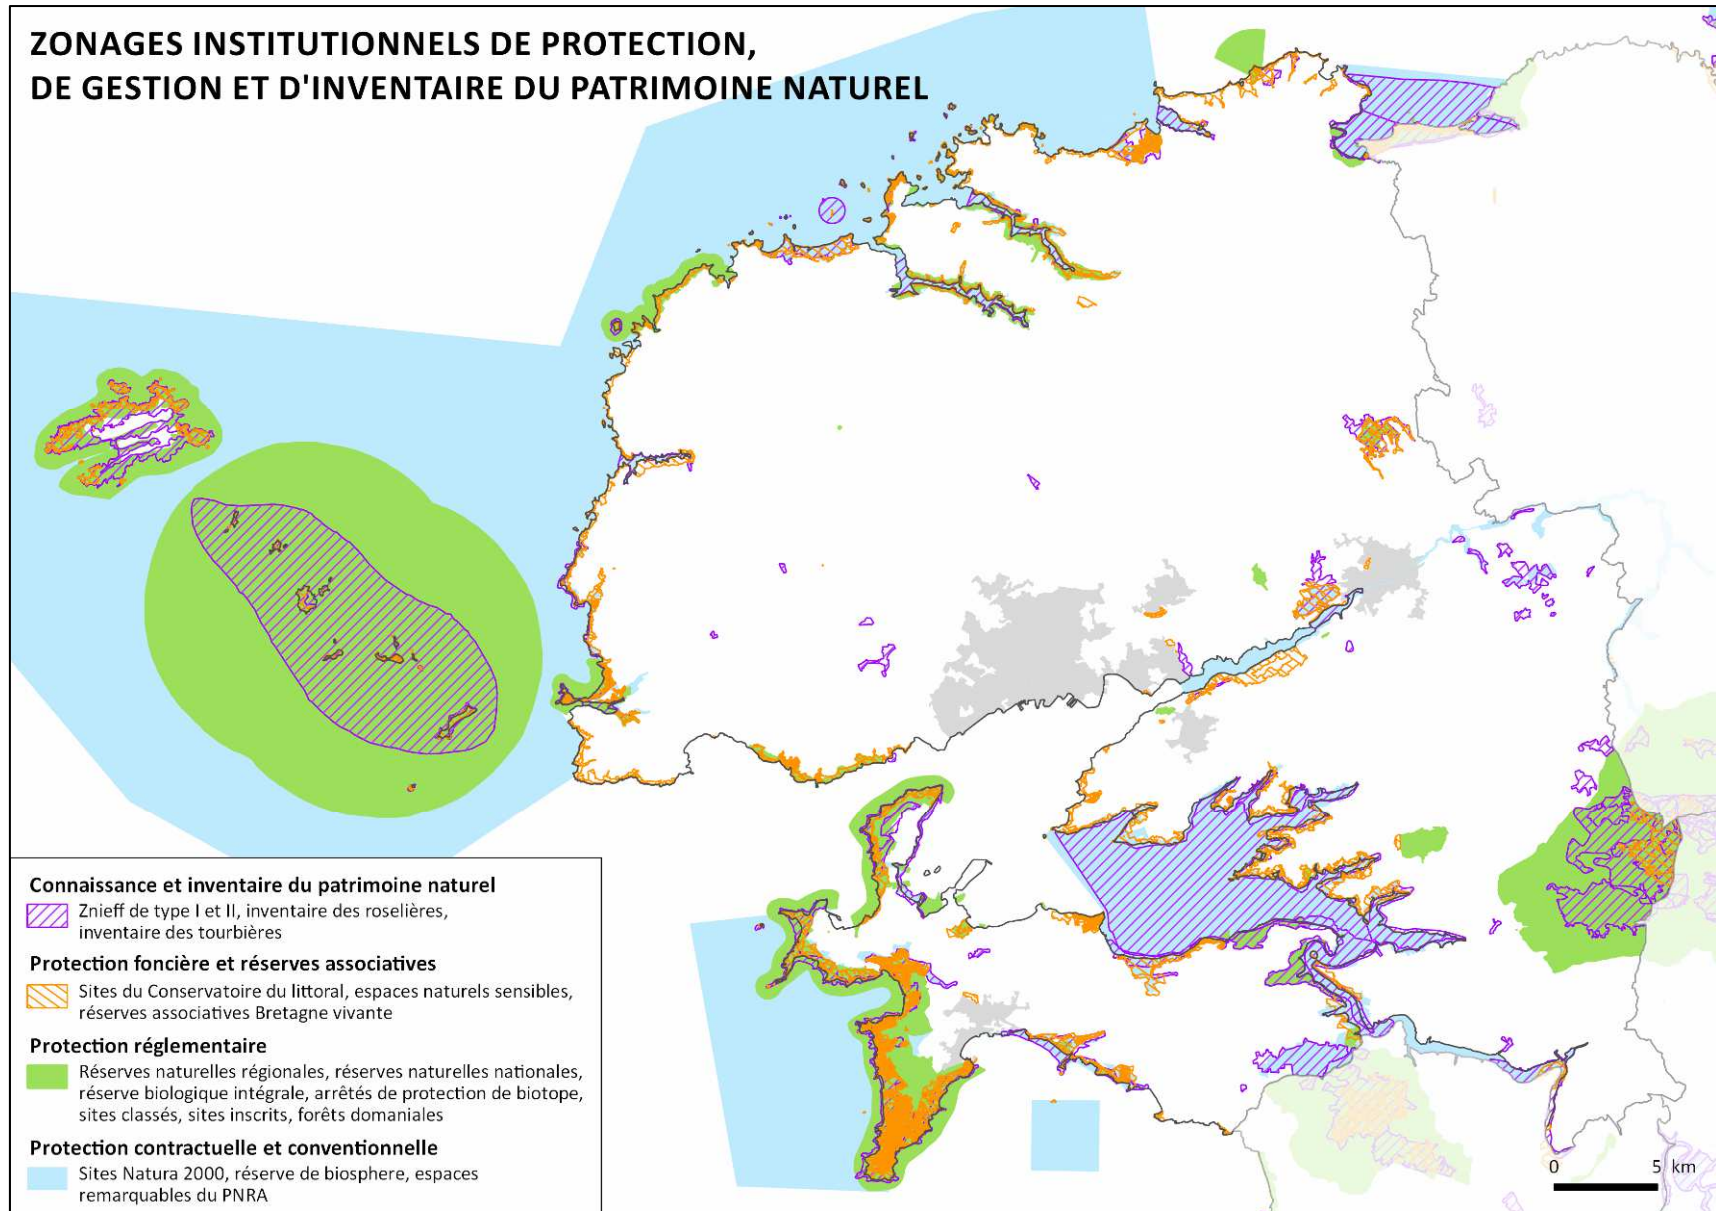 ZONAGES INSTITUTIONNELS DE PROTECTION,
DE GESTION ET D'INVENTAIRE DU PATRIMOINE NATUREL
Connaissance et inventaire du patrimoine naturel
Znieff de type I et II, inventaire des roselières,
inventaire des tourbières
Protection foncière et réserves associatives
Sites du Conservatoire du littoral, espaces naturels sensibles,
réserves associatives Bretagne vivante
Protection réglementaire
Réserves naturelles régionales, réserves naturelles nationales,
réserve biologique intégrale, arrêtés de protection de biotope,
sites classés, sites inscrits, forêts domaniales
Protection contractuelle et conventionnelle
Sites Natura 2000, réserve de biosphere, espaces
remarquables du PNRA
0 5 km